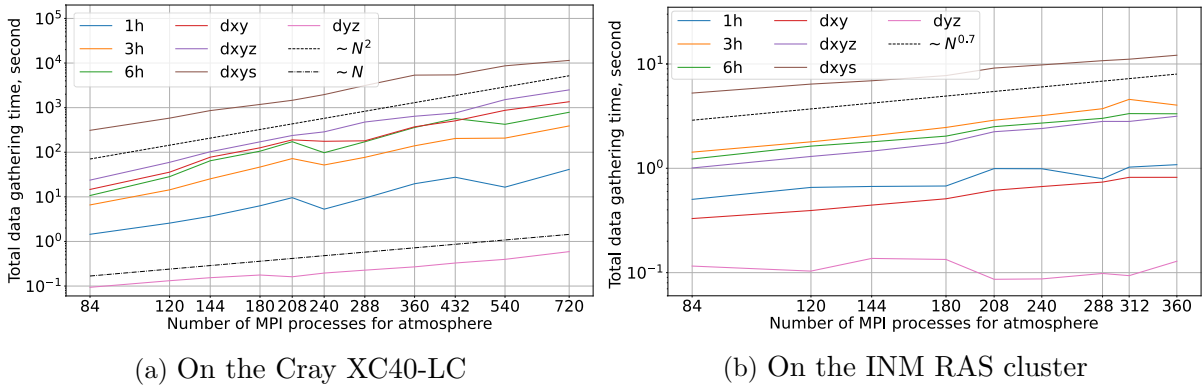 Total data gathering time, second
10^5
10^4
10^3
10^2
10^1
10^0
10^−1
1h dxy dyz
3h dxyz ~ N^2
6h dxys ~ N
84 120 144 180 208 240 288 360 432 540 720
Number of MPI processes for atmosphere
(a) On the Cray XC40-LC
Total data gathering time, second
10^1
10^0
10^−1
1h dxy dyz
3h dxyz ~ N^0.7
6h dxys
84 120 144 180 208 240 288 312 360
Number of MPI processes for atmosphere
(b) On the INM RAS cluster